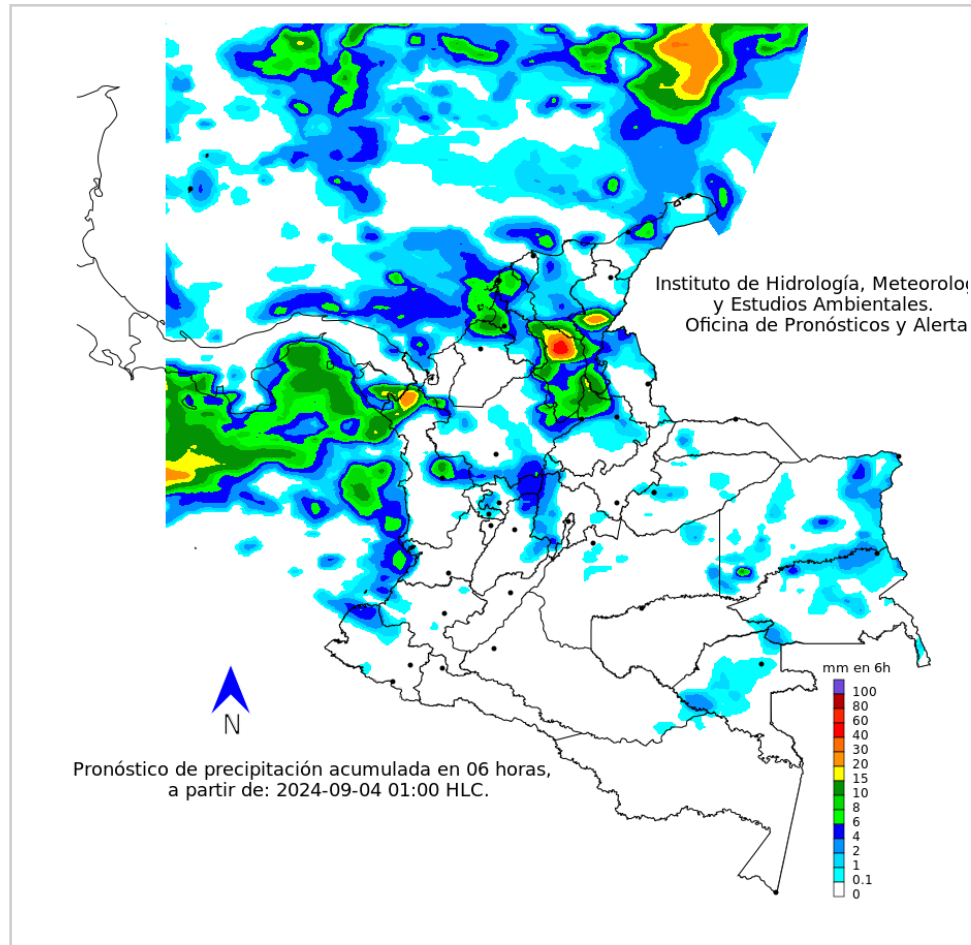 Instituto de Hidrología, Meteorolog
y Estudios Ambientales.
Oficina de Pronósticos y Alerta
mm en 6h
100
80
60
40
30
20
15
10
8
6
4
2
1
0.1
0
N
Pronóstico de precipitación acumulada en 06 horas,
a partir de: 2024-09-04 01:00 HLC.